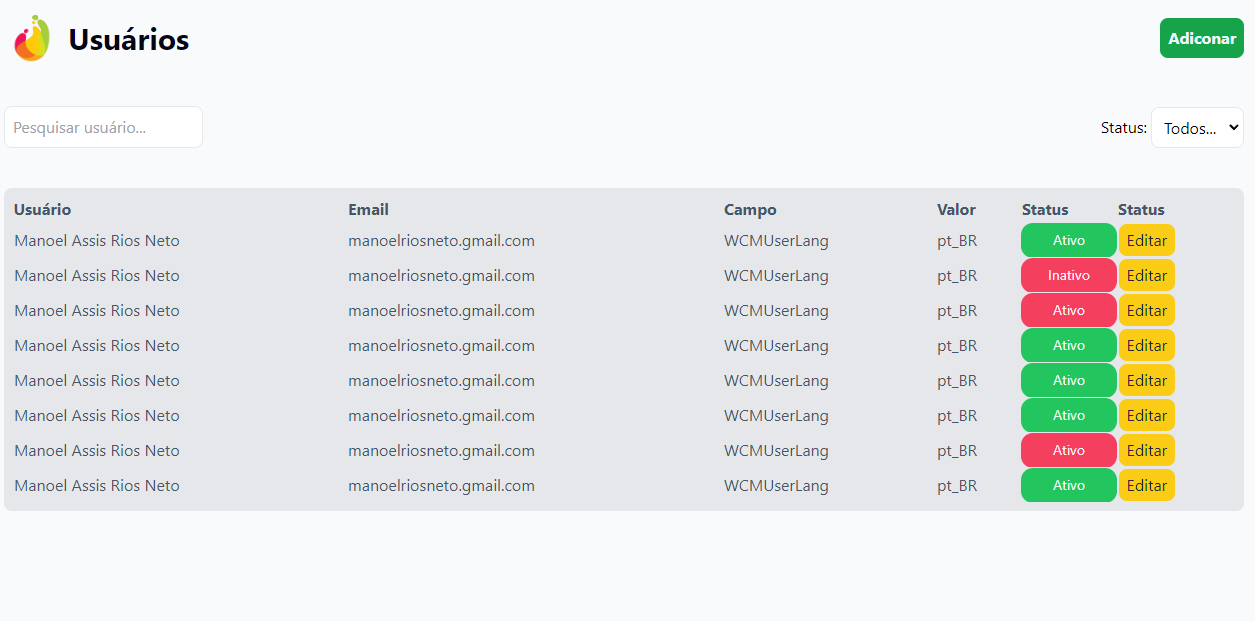 Usuários
Adiconar
Pesquisar usuário...
Status: Todos...
Usuário Email Campo Valor Status Status
Manoel Assis Rios Neto manoelriosneto.gmail.com WCMUserLang pt_BR Ativo Editar
Manoel Assis Rios Neto manoelriosneto.gmail.com WCMUserLang pt_BR Inativo Editar
Manoel Assis Rios Neto manoelriosneto.gmail.com WCMUserLang pt_BR Ativo Editar
Manoel Assis Rios Neto manoelriosneto.gmail.com WCMUserLang pt_BR Ativo Editar
Manoel Assis Rios Neto manoelriosneto.gmail.com WCMUserLang pt_BR Ativo Editar
Manoel Assis Rios Neto manoelriosneto.gmail.com WCMUserLang pt_BR Ativo Editar
Manoel Assis Rios Neto manoelriosneto.gmail.com WCMUserLang pt_BR Ativo Editar
Manoel Assis Rios Neto manoelriosneto.gmail.com WCMUserLang pt_BR Ativo Editar